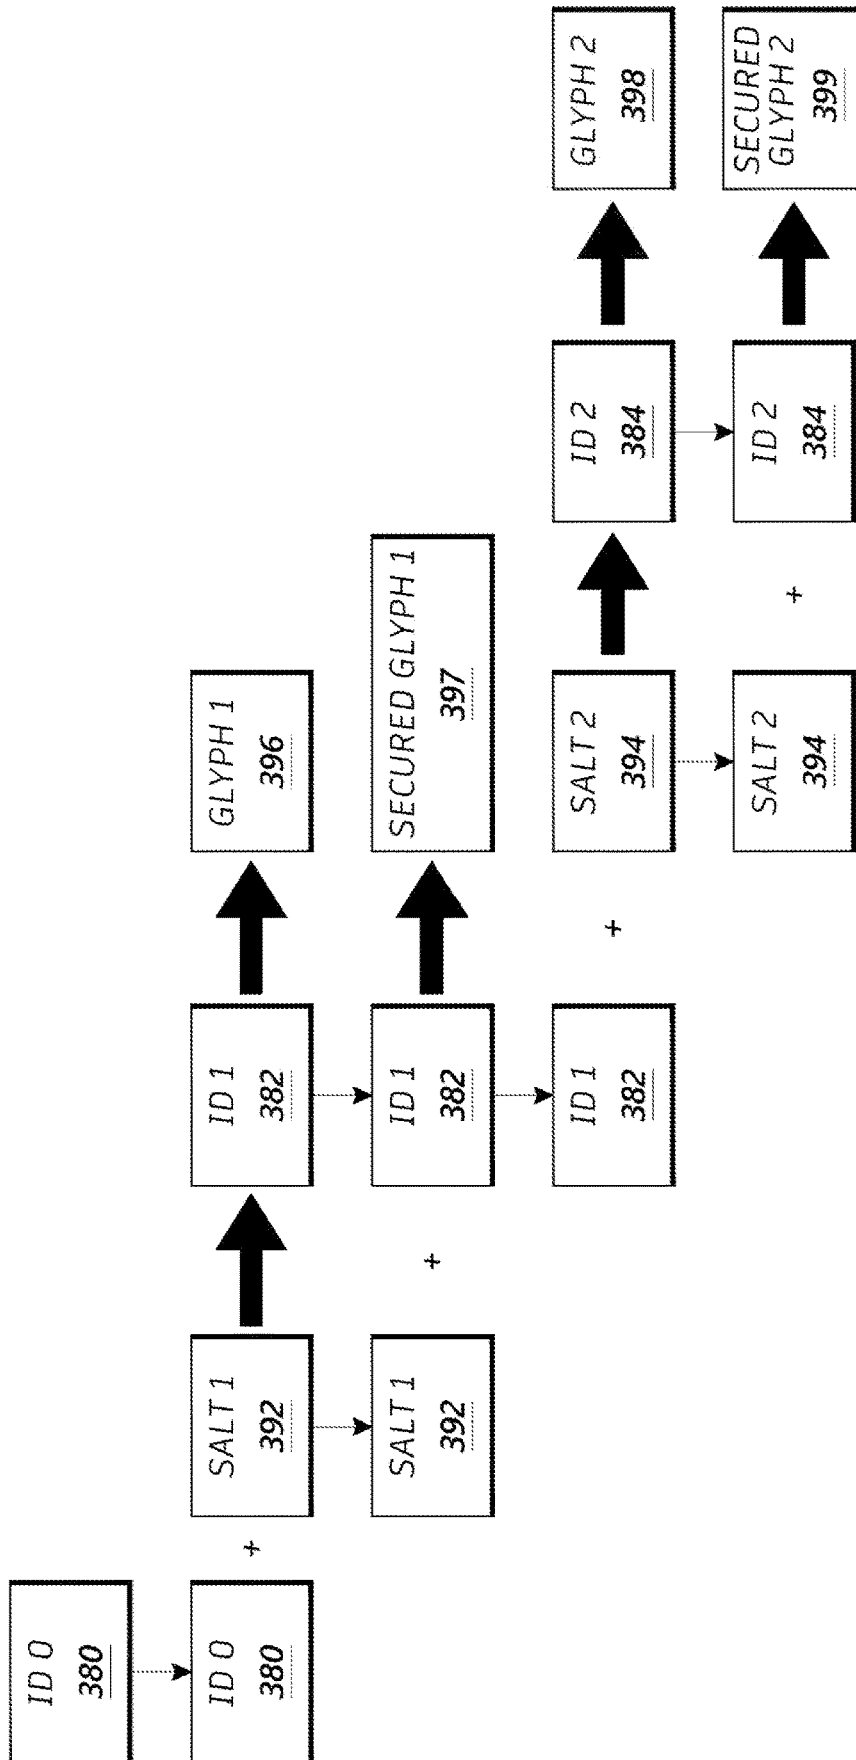 ID 0
380
ID 0
380
+
SALT 1
392
ID 1
382
GLYPH 1
396
SALT 1
392
+
ID 1
382
SECURED GLYPH 1
397
ID 1
382
+
SALT 2
394
ID 2
384
GLYPH 2
398
SALT 2
394
+
ID 2
384
SECURED
GLYPH 2
399